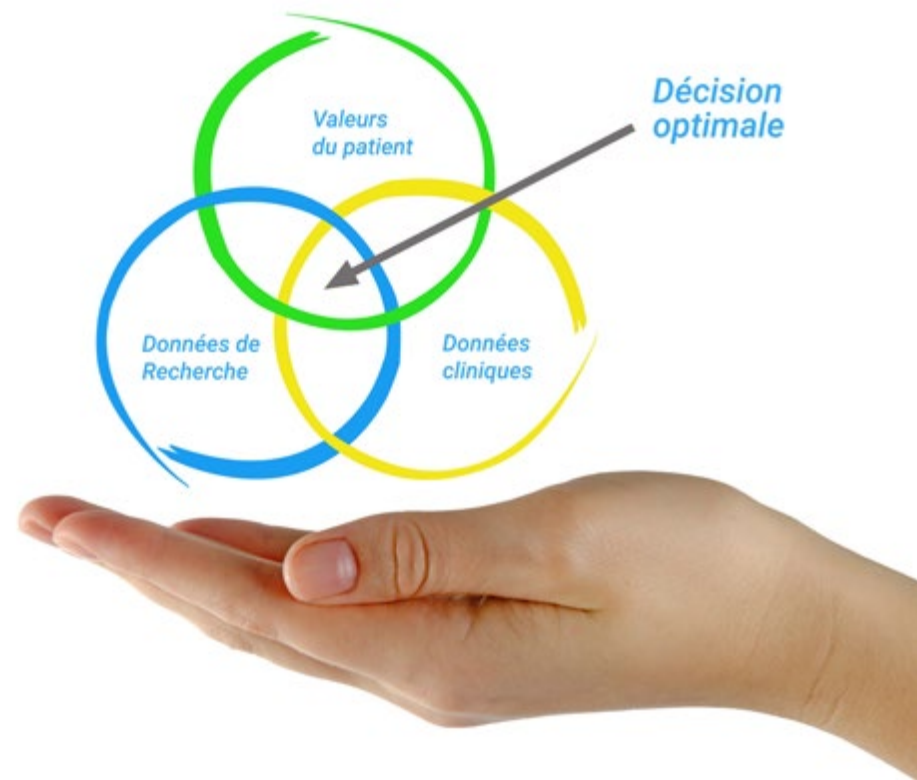 Valeurs
du patient
Décision
optimale
Données de
Recherche
Données
cliniques